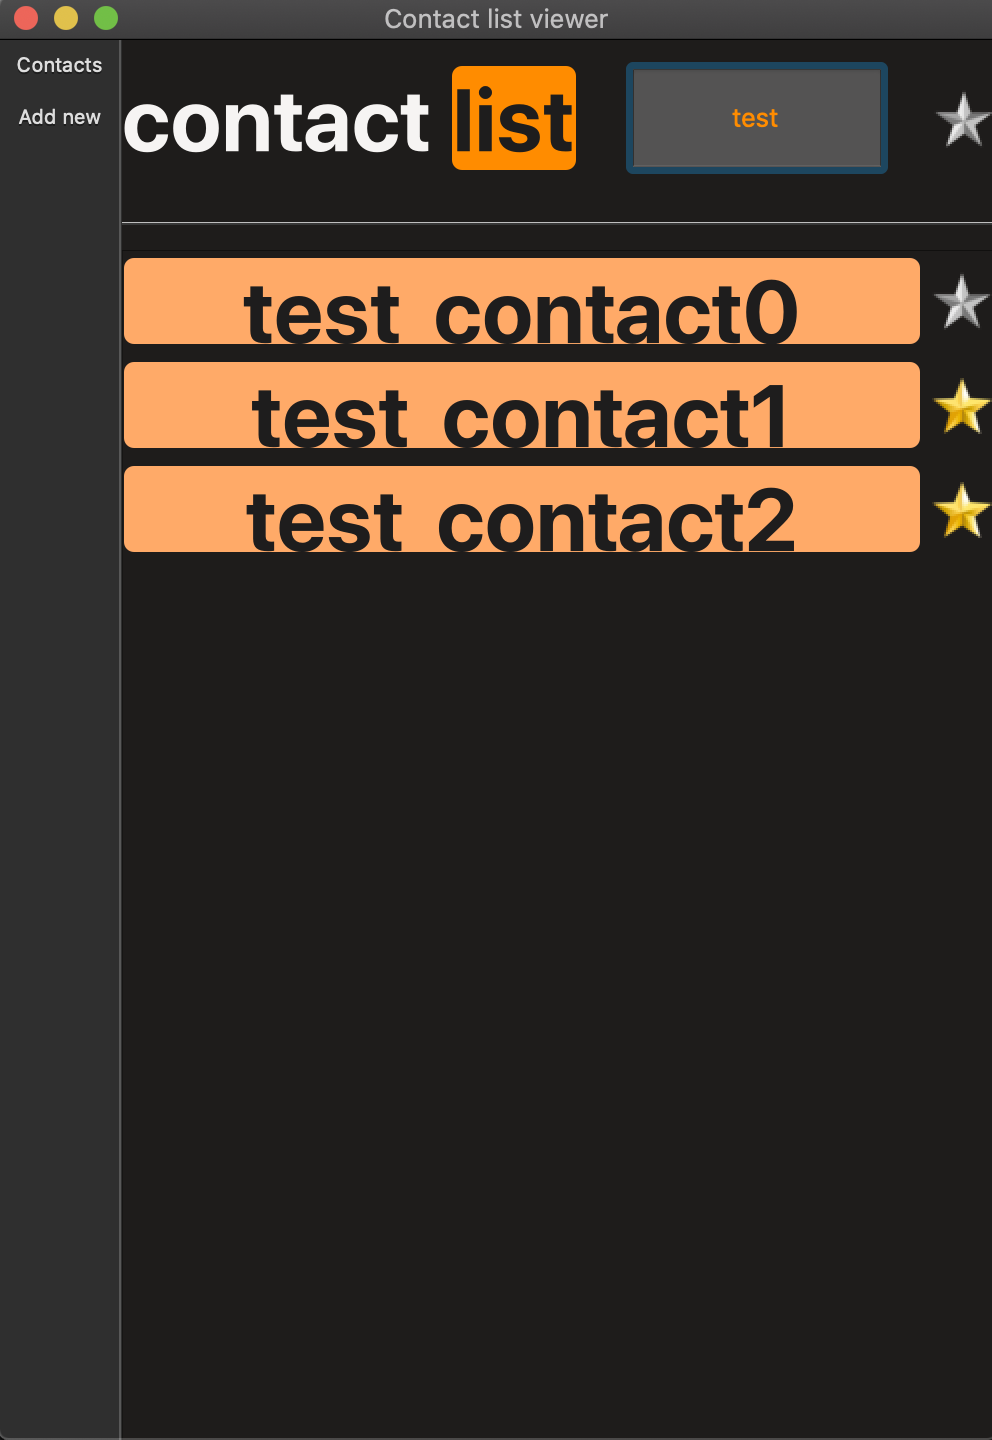 Contact list viewer
Contacts
Add new
contact list
test
test contact0
test contact1
test contact2